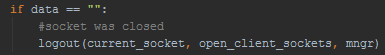 if data == "":
#socket was closed
logout(current_socket, open_client_sockets, mngr)